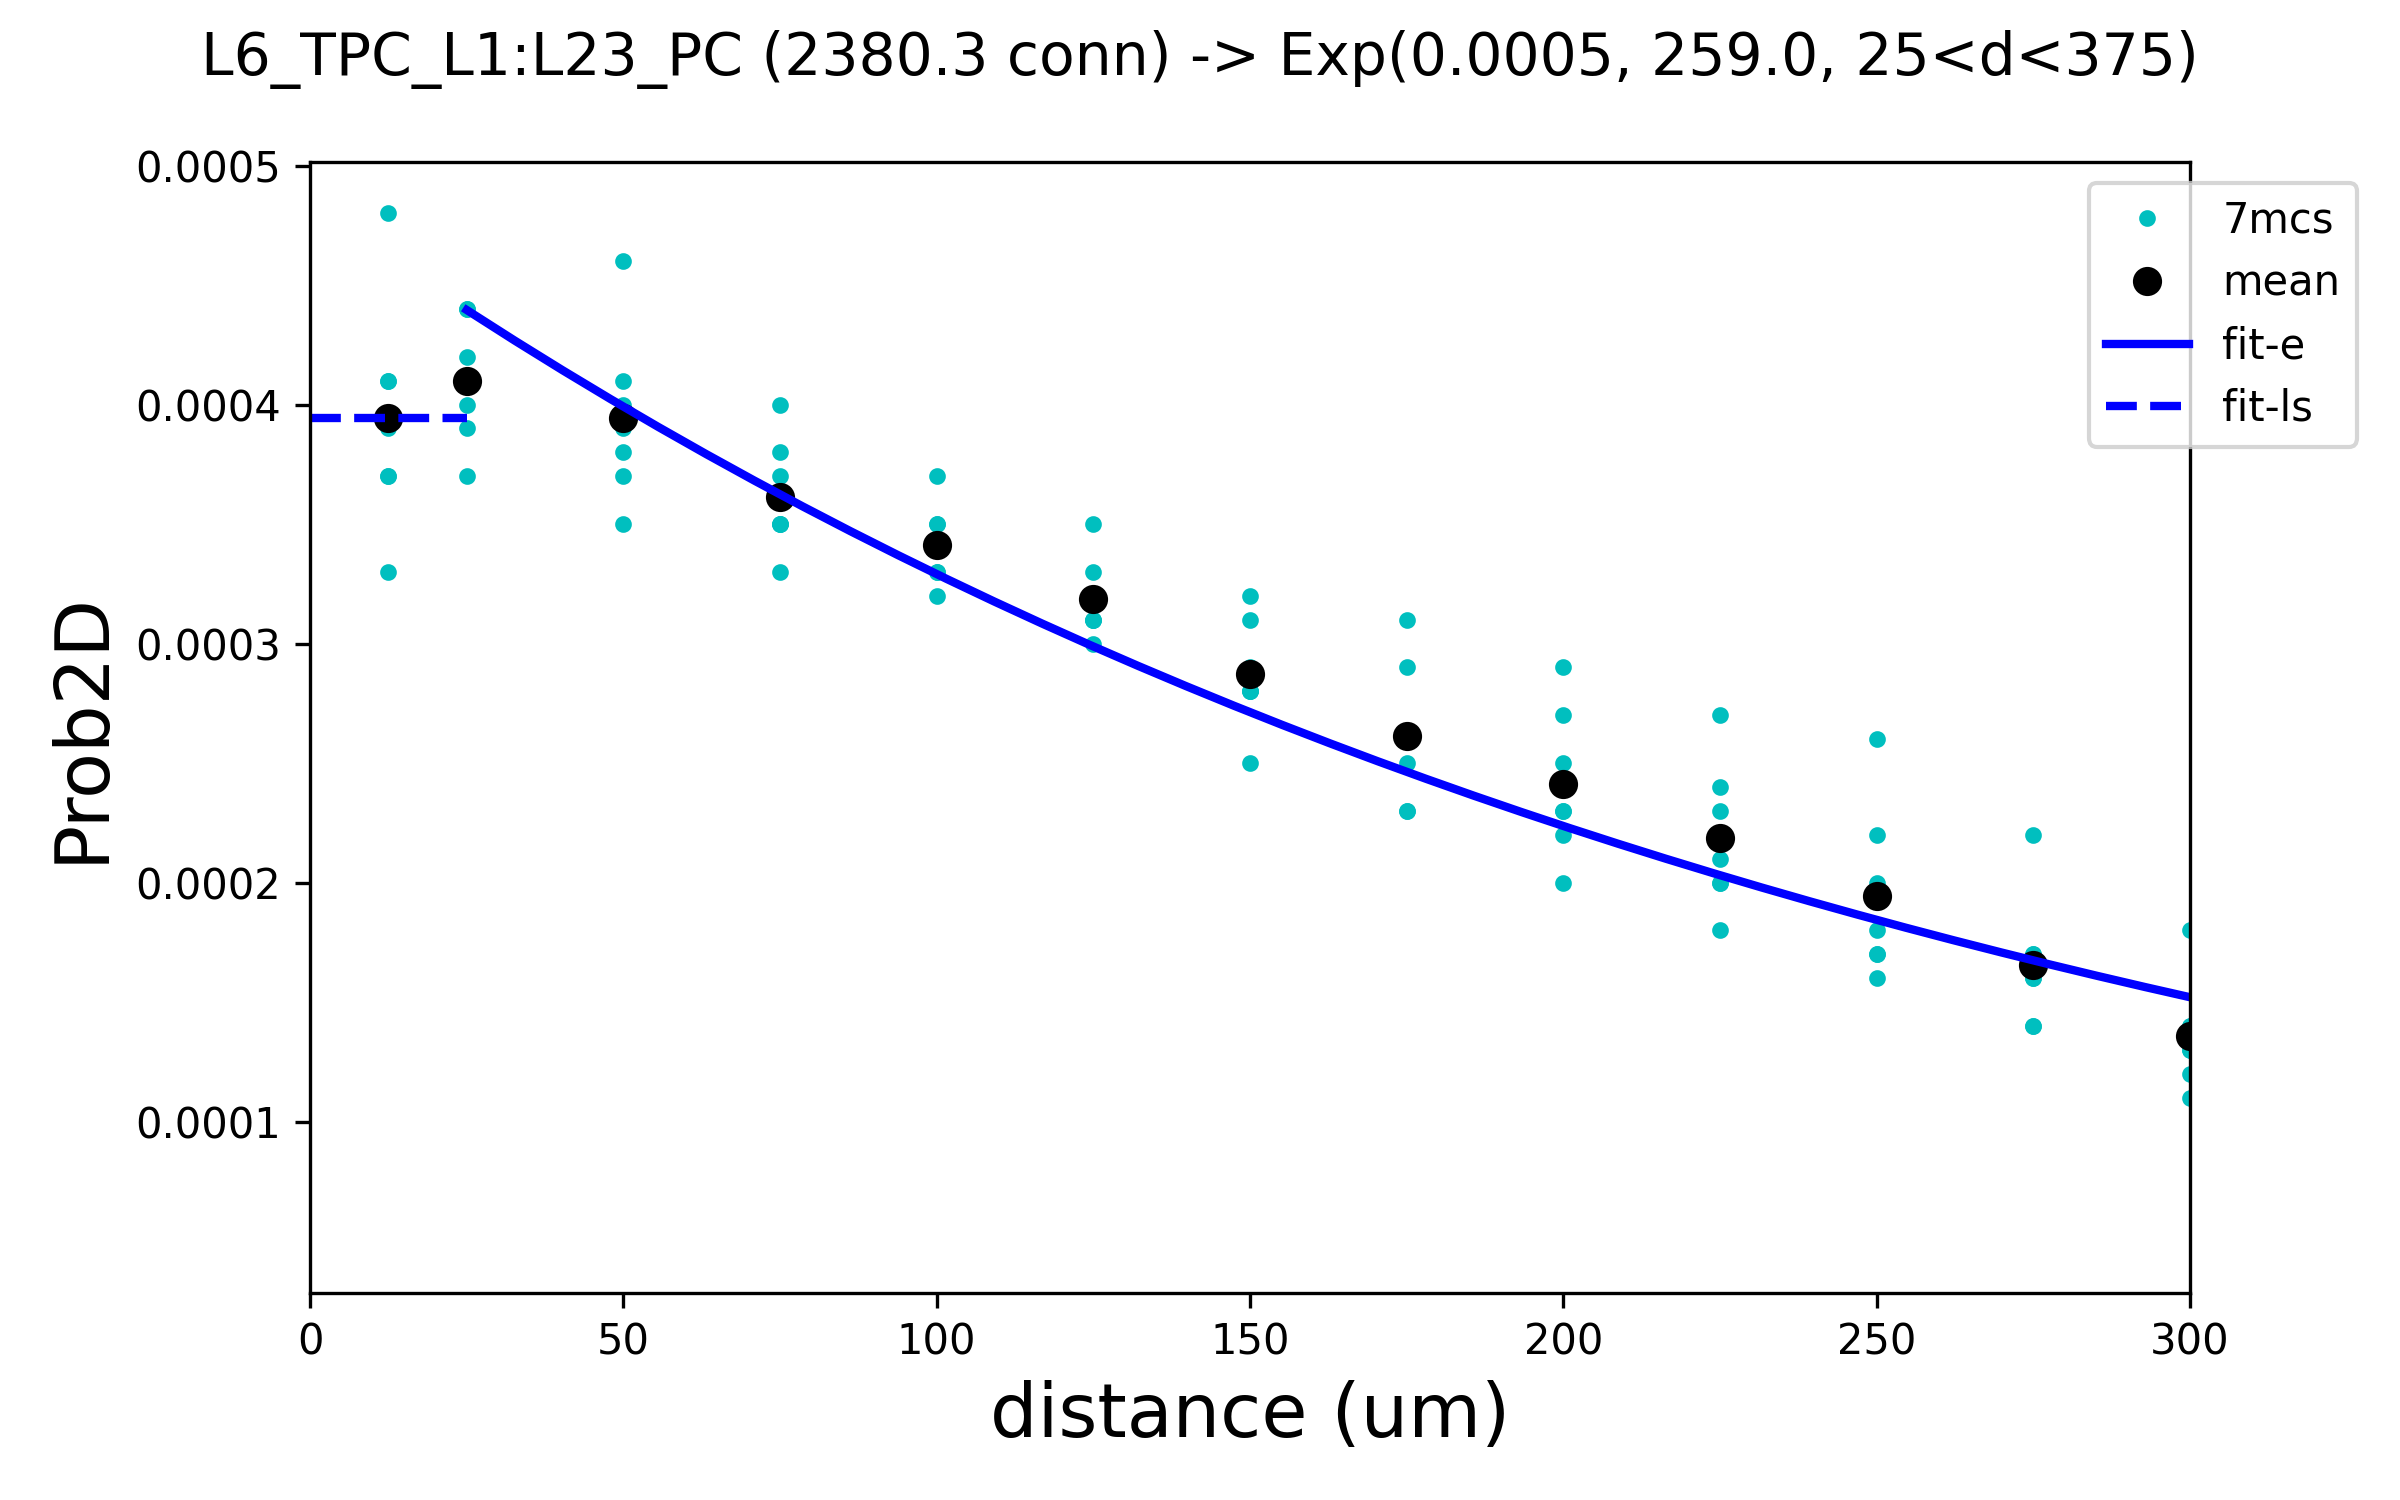 L6_TPC_L1:L23_PC (2380.3 conn) -> Exp(0.0005, 259.0, 25<d<375)
0.0005
0.0004
0.0003
0.0002
0.0001
Prob2D
0 50 100 150 200 250 300
distance (um)
7mcs
mean
fit-e
fit-ls